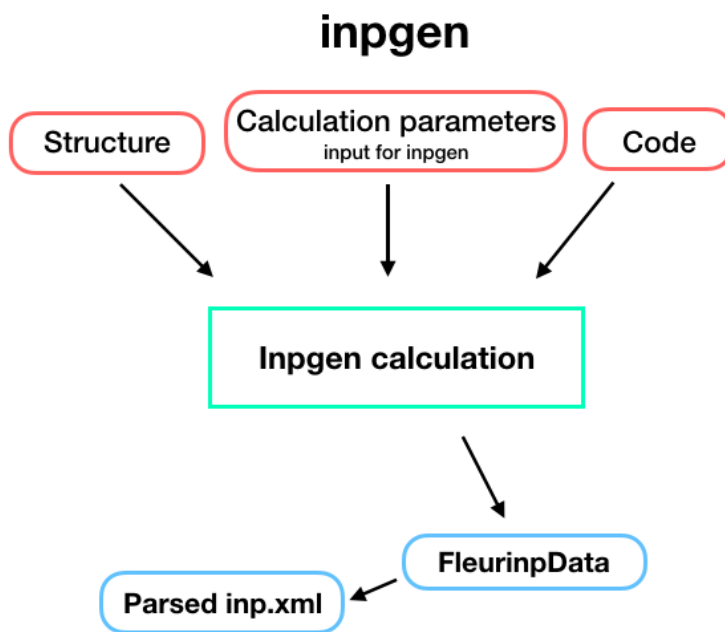 inpgen
Structure
Calculation parameters
input for inpgen
Code
Inpgen calculation
FleurinpData
Parsed inp.xml